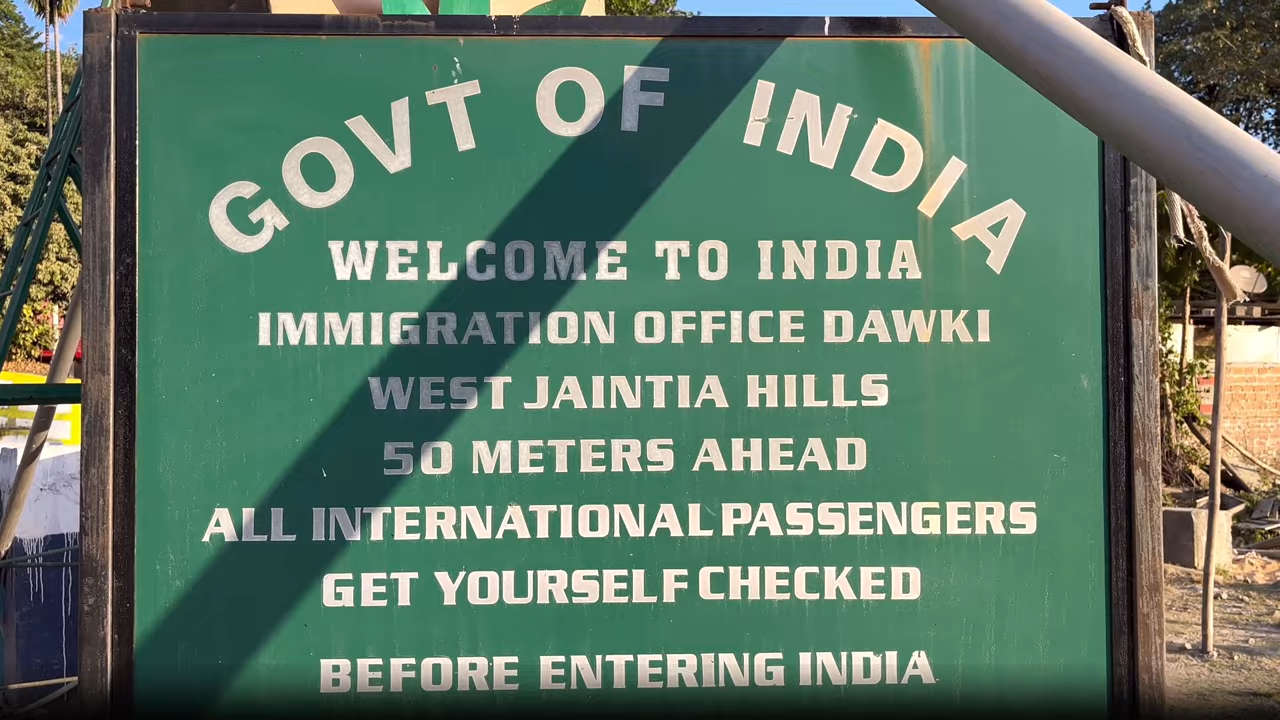 GOVT OF INDIA
WELCOME TO INDIA
IMMIGRATION OFFICE DAWKI
WEST JAINTIA HILLS
50 METERS AHEAD
ALL INTERNATIONAL PASSENGERS
GET YOURSELF CHECKED
BEFORE ENTERING INDIA